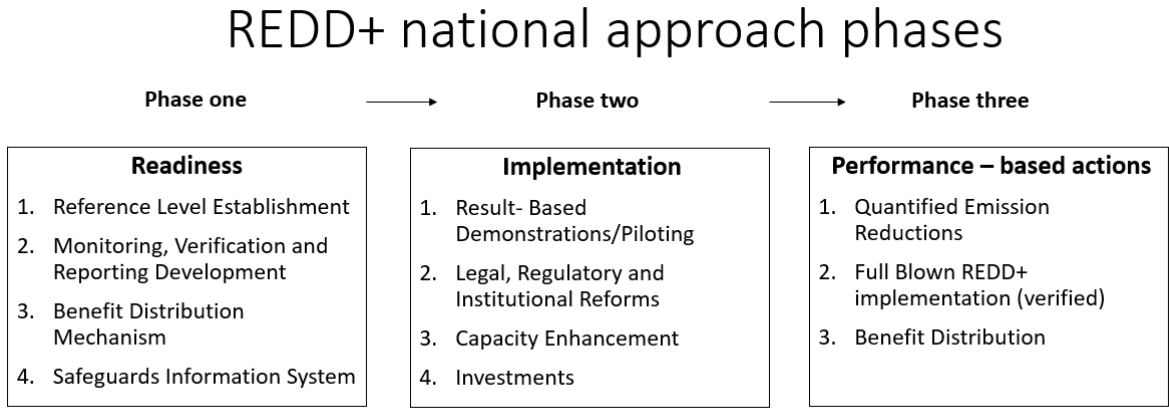 REDD+ national approach phases
Phase one
Phase two
Phase three
Readiness
1. Reference Level Establishment
2. Monitoring, Verification and
Reporting Development
3. Benefit Distribution
Mechanism
4. Safeguards Information System
Implementation
1. Result- Based
Demonstrations/Piloting
2. Legal, Regulatory and
Institutional Reforms
3. Capacity Enhancement
4. Investments
Performance – based actions
1. Quantified Emission
Reductions
2. Full Blown REDD+
implementation (verified)
3. Benefit Distribution